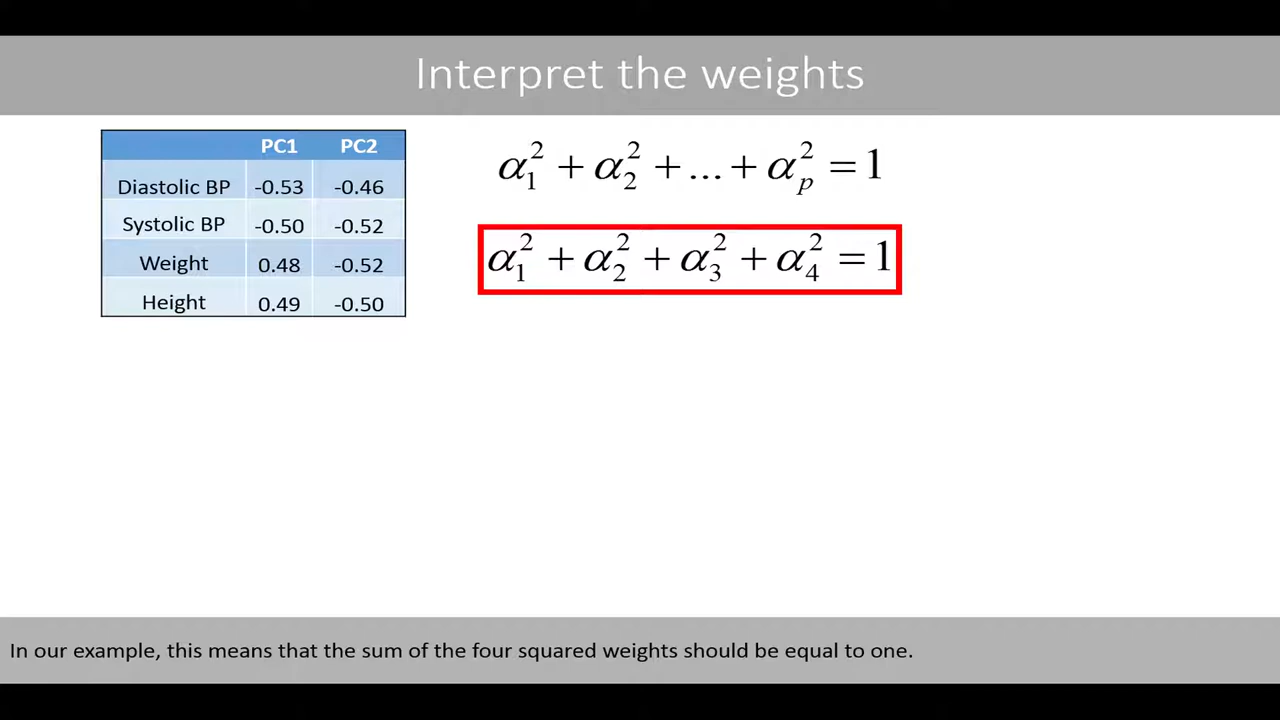 Interpret the weights
PC1 PC2
Diastolic BP -0.53 -0.46
Systolic BP -0.50 -0.52
Weight 0.48 -0.52
Height 0.49 -0.50
α₁² + α₂² + ... + αₚ² = 1
α₁² + α₂² + α₃² + α₄² = 1
In our example, this means that the sum of the four squared weights should be equal to one.